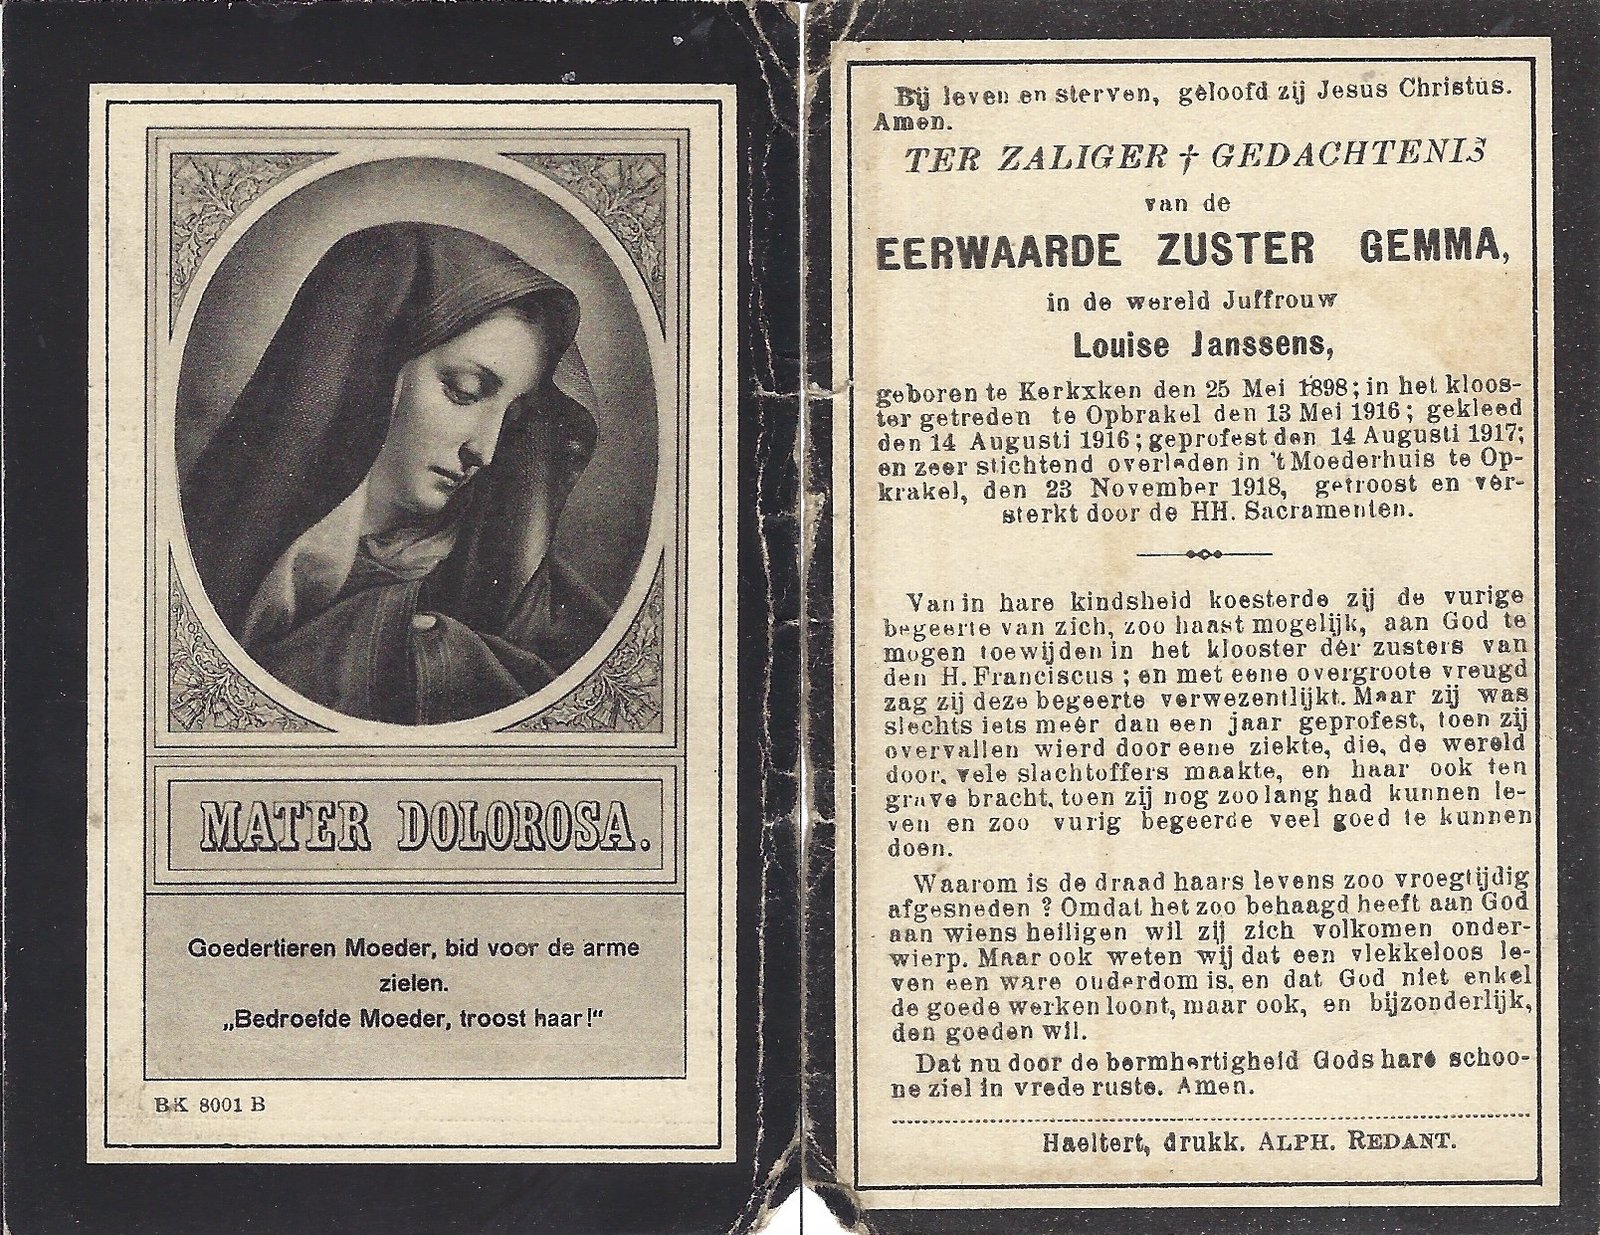 MATER DOLOROSA.
Goedertieren Moeder, bid voor de arme
zielen.
„Bedroefde Moeder, troost haar!“
BK 8001 B
Bij leven en sterven, geloofd zij Jesus Christus.
Amen.
TER ZALIGER † GEDACHTENIS
van de
EERWAARDE ZUSTER GEMMA,
in de wereld Juffrouw
Louise Janssens,
geboren te Kerkxken den 25 Mei 1898; in het kloos-
ter getreden te Opbrakel den 13 Mei 1916; gekleed
den 14 Augusti 1916; geprofest den 14 Augusti 1917;
en zeer stichtend overleden in 't Moederhuis te Op-
krakel, den 23 November 1918, getroost en ver-
sterkt door de HH. Sacramenten.
Van in hare kindsheid koesterde zij de vurige
begeerte van zich, zoo haast mogelijk, aan God te
mogen toewijden in het klooster der zusters van
den H. Franciscus; en met eene overgroote vreugd
zag zij deze begeerte verwezentlijkt. Maar zij was
slechts iets meer dan een jaar geprofest, toen zij
overvallen wierd door eene ziekte, die, de wereld
door, vele slachtoffers maakte, en haar ook ten
grave bracht, toen zij nog zoo lang had kunnen le-
ven en zoo vurig begeerde veel goed te kunnen
doen.
Waarom is de draad haars levens zoo vroegtijdig
afgesneden? Omdat het zoo behaagd heeft aan God
aan wiens heiligen wil zij zich volkomen onder-
wierp. Maar ook weten wij dat een vlekkeloos le-
ven een ware ouderdom is, en dat God niet enkel
de goede werken loont, maar ook, en bijzonderlijk,
den goeden wil.
Dat nu door de bermhertigheid Gods hare schoo-
ne ziel in vrede ruste. Amen.
Haeltert, drukk. ALPH. REDANT.